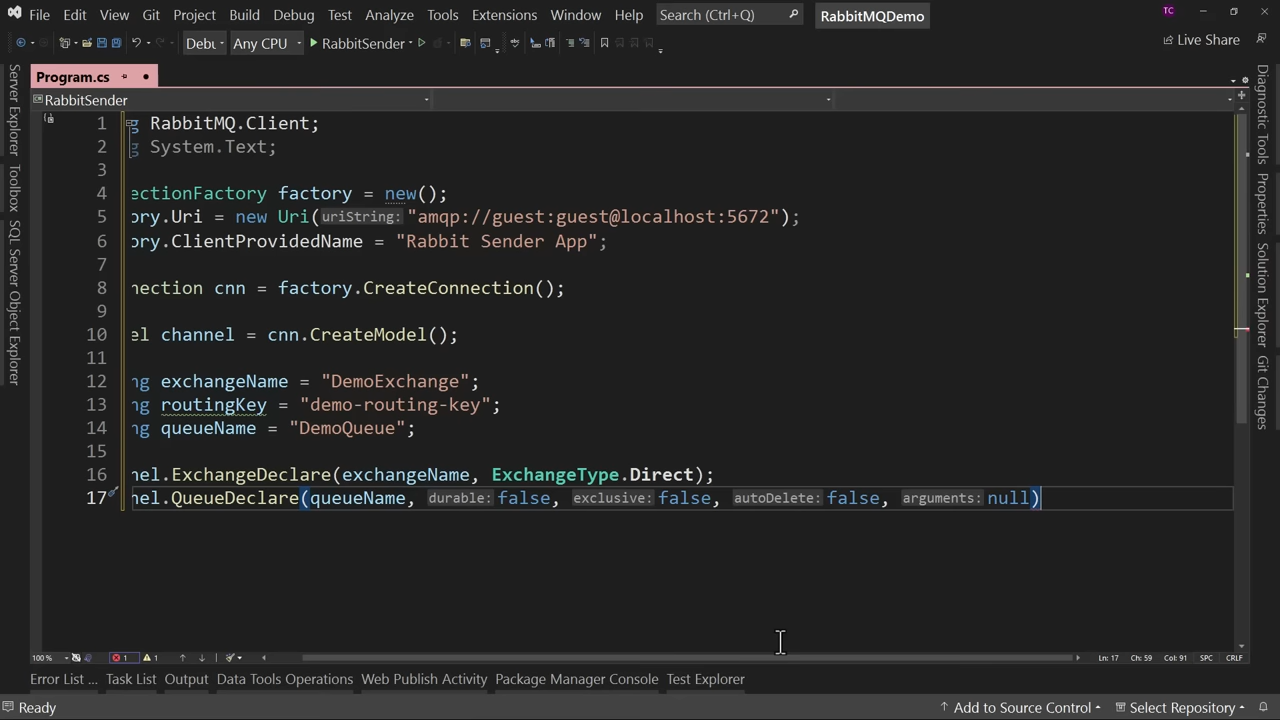 File Edit View Git Project Build Debug Test Analyze Tools Extensions Window Help Search (Ctrl+Q) RabbitMQDemo TC
Debu Any CPU RabbitSender Live Share
Program.cs
RabbitSender
1 g RabbitMQ.Client;
2 g System.Text;
3
4 ectionFactory factory = new();
5 ory.Uri = new Uri(uriString: "amqp://guest:guest@localhost:5672");
6 ory.ClientProvidedName = "Rabbit Sender App";
7
8 nection cnn = factory.CreateConnection();
9
10 el channel = cnn.CreateModel();
11
12 ng exchangeName = "DemoExchange";
13 ng routingKey = "demo-routing-key";
14 ng queueName = "DemoQueue";
15
16 nel.ExchangeDeclare(exchangeName, ExchangeType.Direct);
17 nel.QueueDeclare(queueName, durable: false, exclusive: false, autoDelete: false, arguments: null)
Server Explorer
Toolbox
SQL Server Object Explorer
Diagnostic Tools
Properties
Solution Explorer
Git Changes
100 % 1 1 Ln: 17 Ch: 59 Col: 91 SPC CRLF
Error List ... Task List Output Data Tools Operations Web Publish Activity Package Manager Console Test Explorer
Ready Add to Source Control Select Repository